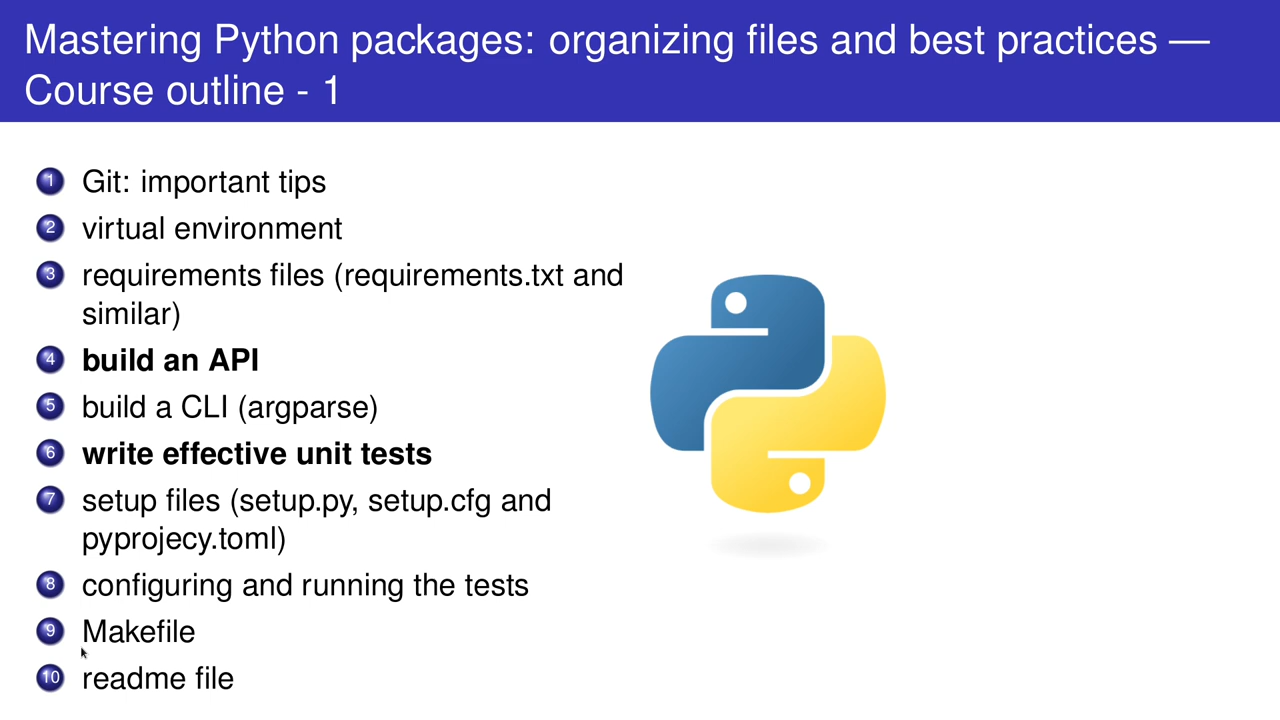 Mastering Python packages: organizing files and best practices —
Course outline - 1
1 Git: important tips
2 virtual environment
3 requirements files (requirements.txt and
similar)
4 build an API
5 build a CLI (argparse)
6 write effective unit tests
7 setup files (setup.py, setup.cfg and
pyprojecy.toml)
8 configuring and running the tests
9 Makefile
10 readme file